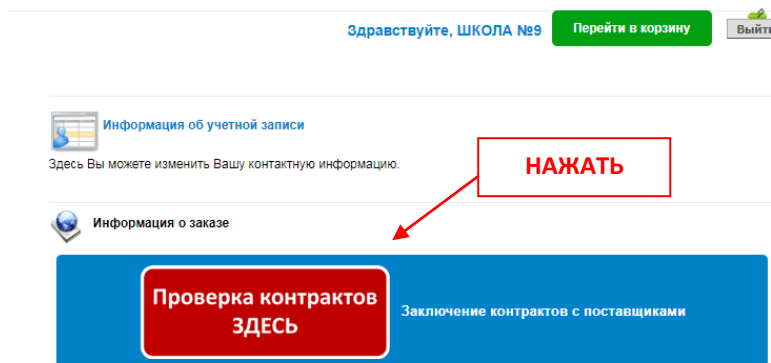 Здравствуйте, ШКОЛА №9 Перейти в корзину Выйти
Информация об учетной записи
Здесь Вы можете изменить Вашу контактную информацию.
НАЖАТЬ
Информация о заказе
Проверка контрактов
ЗДЕСЬ
Заключение контрактов с поставщиками